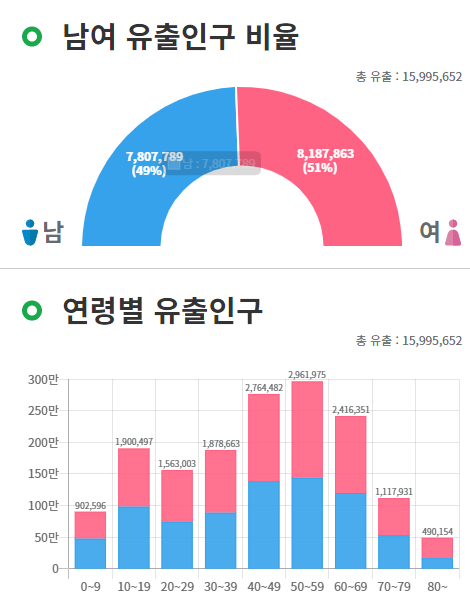 남여 유출인구 비율
총 유출 : 15,995,652
7,807,789
(49%)
남 : 7,807,789
8,187,863
(51%)
남
여
연령별 유출인구
총 유출 : 15,995,652
300만
250만
200만
150만
100만
50만
0
902,596
1,900,497
1,563,003
1,878,663
2,764,482
2,961,975
2,416,351
1,117,931
490,154
0~9 10~19 20~29 30~39 40~49 50~59 60~69 70~79 80~